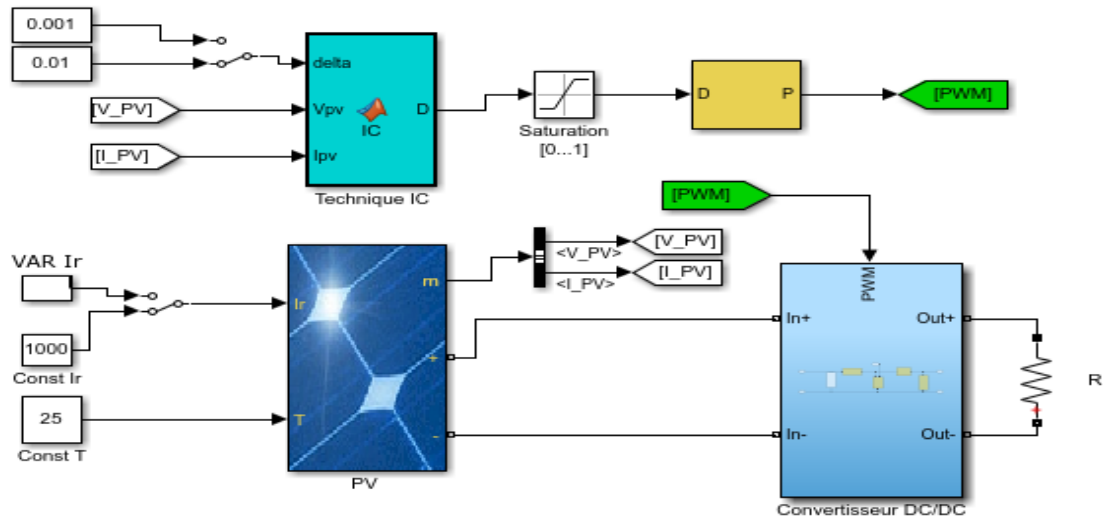 0.001
0.01
delta
[V_PV]
Vpv
IC
D
[I_PV]
Ipv
Technique IC
Saturation
[0...1]
D
P
[PWM]
[PWM]
VAR Ir
1000
Const Ir
25
Const T
Ir
T
m
+
-
PV
<V_PV>
<I_PV>
[V_PV]
[I_PV]
PWM
In+
In-
Out+
Out-
Convertisseur DC/DC
+
R